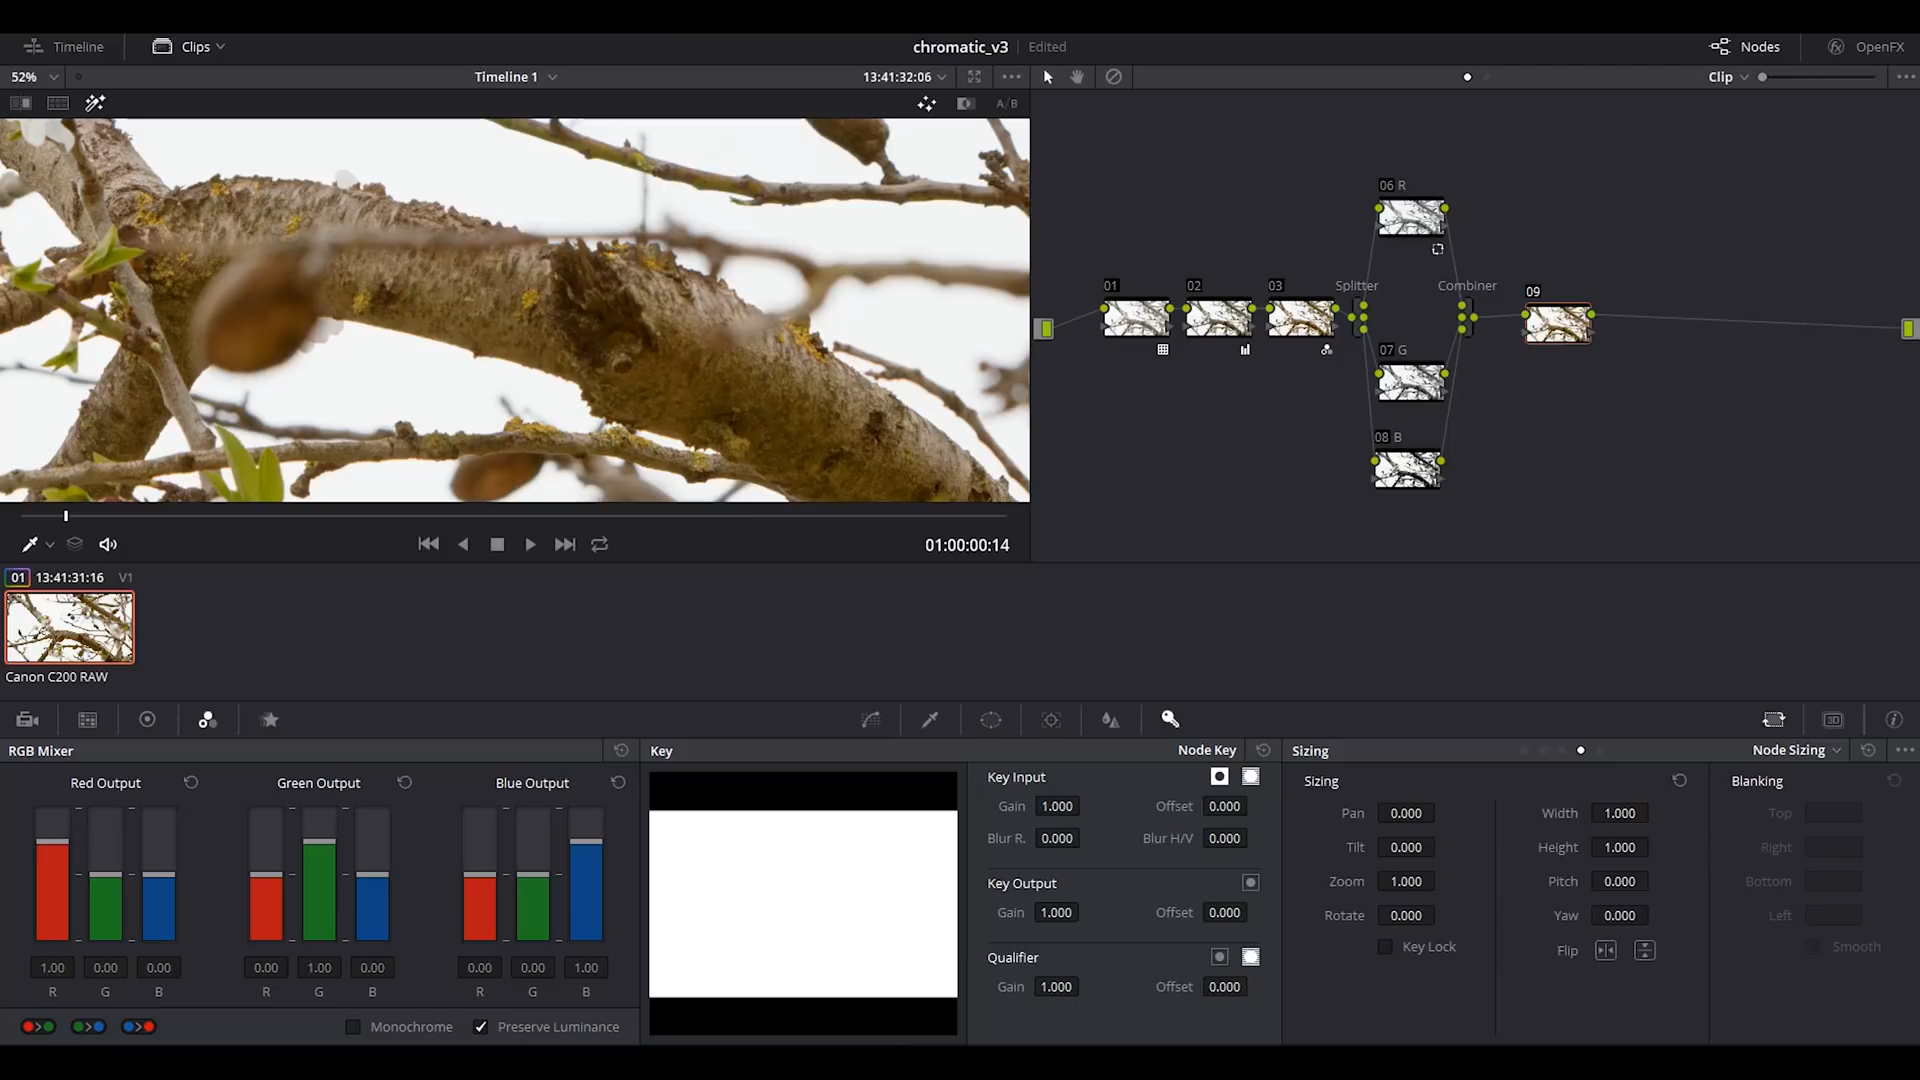 Timeline
Clips
chromatic_v3
Edited
Nodes
OpenFX
52%
Timeline 1
13:41:32:06
Clip
A/B
06 R
01
02
03
Splitter
Combiner
09
07 G
08 B
01:00:00:14
01 13:41:31:16 V1
Canon C200 RAW
3D
RGB Mixer
Key
Node Key
Sizing
Node Sizing
Red Output
Green Output
Blue Output
Key Input
Sizing
Blanking
Gain 1.000 Offset 0.000
Pan 0.000 Width 1.000 Top
Blur R. 0.000 Blur H/V 0.000
Tilt 0.000 Height 1.000 Right
Key Output
Zoom 1.000 Pitch 0.000 Bottom
Gain 1.000 Offset 0.000
Rotate 0.000 Yaw 0.000 Left
Key Lock Flip Smooth
Qualifier
1.00 0.00 0.00 0.00 1.00 0.00 0.00 0.00 1.00
Gain 1.000 Offset 0.000
R G B R G B R G B
Monochrome Preserve Luminance